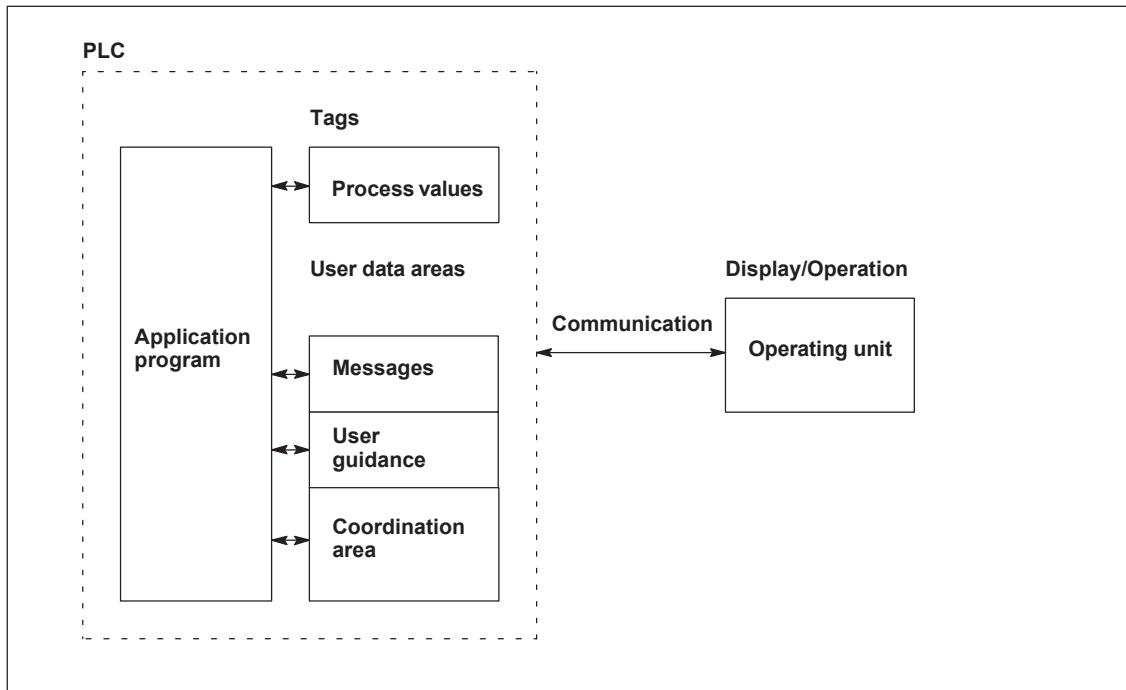 PLC
Tags
Process values
User data areas
Application
program
Messages
User
guidance
Coordination
area
Communication
Display/Operation
Operating unit